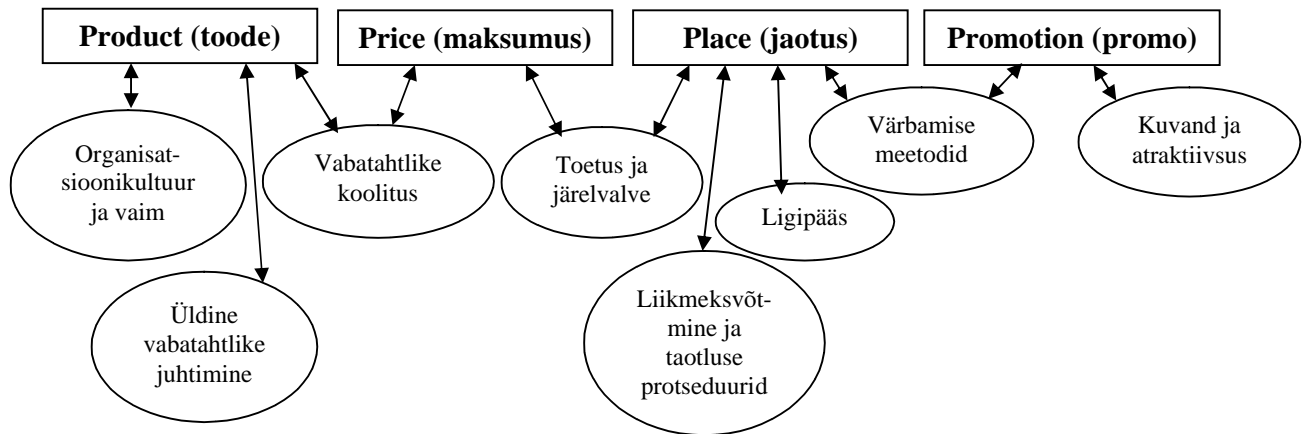 Product (toode)
Price (maksumus)
Place (jaotus)
Promotion (promo)
Organisat-
sioonikultuur
ja vaim
Vabatahtlike
koolitus
Toetus ja
järelvalve
Värbamise
meetodid
Kuvand ja
atraktiivsus
Ligipääs
Üldine
vabatahtlike
juhtimine
Liikmeksvõt-
mine ja
taotluse
protseduurid